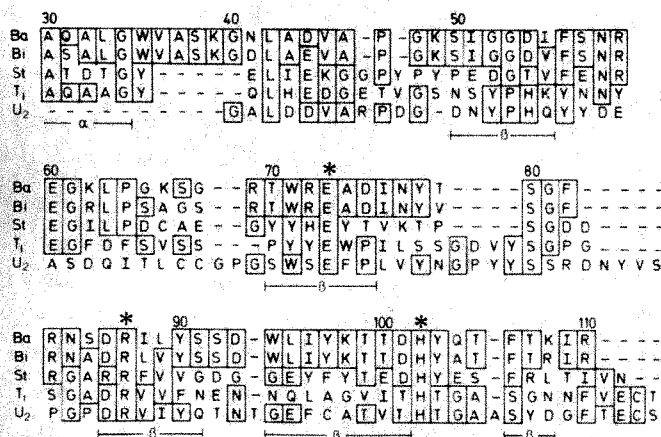 30 40 50
Ba A Q A L G W V A S K G N L A D V A - P - G K S I G G D I F S N R
Bi A S A L G W V A S K G D L A E V A - P - G K S I G G D V F S N R
St A T D T G Y - - - - - E L I E K G G P Y P Y P E D G T V F E N R
T₁ A Q A A G Y - - - - - Q L H E D G E T V G S N S Y P H K Y N N Y
U₂ - - - - - - - - - - G A L D D V A R P D G - D N Y P H Q Y Y D E
α β
60 70 * 80
Ba E G K L P G K S G - - R T W R E A D I N Y T - - - - S G F - - - - -
Bi E G R L P S A G S - - R T W R E A D I N Y V - - - - S G F - - - - -
St E G I L P D C A E - - G Y Y H E Y T V K T P - - - - S G D D - - - -
T₁ E G F D F S V S S - - - P Y Y E W P I L S S G D V Y S G P G - - - -
U₂ A S D Q I T L C C G P G S W S E F P L V Y N G P Y Y S S R D N Y V S
β
* 90 100 * 110
Ba R N S D R I L Y S S D - W L I Y K T T D H Y Q T - F T K I R - - - -
Bi R N A D R L V Y S S D - W L I Y K T T D H Y A T - F T R I R - - - -
St R G A R R F V V G D G - G E Y F Y T E D H Y E S - F R L T I V N - -
T₁ S G A D R V V F N E N - N Q L A G V I T H T G A - S G N N F V E C T
U₂ P G P D R V I Y Q T N T G E F C A T V T H T G A A S Y D G F T E C S
β β β